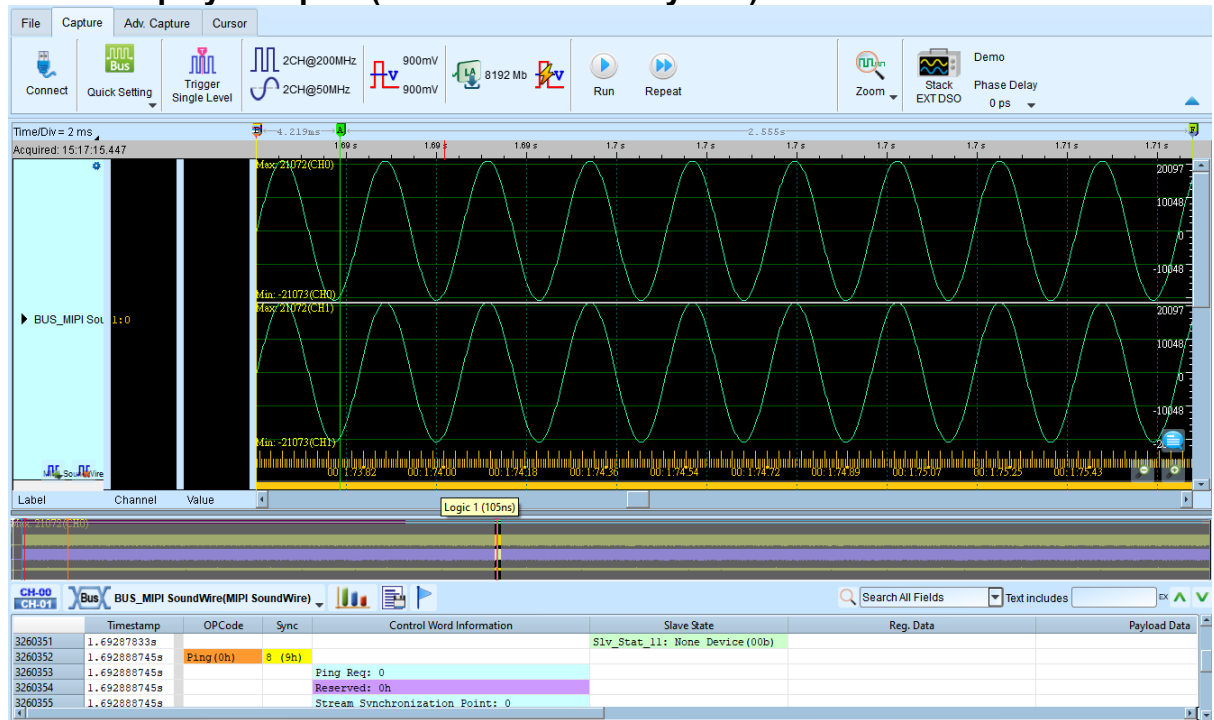 File Capture Adv. Capture Cursor
Connect
Bus
Quick Setting
Trigger
Single Level
2CH@200MHz
2CH@50MHz
900mV
900mV
V
LA
8192 Mb
V
Run
Repeat
Zoom
Stack
EXT DSO
Demo
Phase Delay
0 ps
Time/Div = 2 ms
4.219ms
A
2.555s
Acquired: 15:17:15.447
1.69 s 1.69 s 1.69 s 1.7 s 1.7 s 1.7 s 1.7 s 1.7 s 1.71 s 1.71 s
Max: 21072(CH0)
20097
10048
0
-10048
Min: -21073(CH0)
Max: 21072(CH1)
20097
BUS_MIPI Sou 1:0
10048
0
-10048
Min: -21073(CH1)
00:1.73'82 00:1.74'00 00:1.74'18 00:1.74'36 00:1.74'54 00:1.74'72 00:1.74'89 00:1.75'07 00:1.75'25 00:1.75'43
Label Channel Value
Logic 1 (105ns)
Max: 21072(CH0)
CH-00
CH-01
Bus
BUS_MIPI SoundWire(MIPI SoundWire)
Search All Fields
Text includes
EX
Timestamp OPCode Sync Control Word Information Slave State Reg. Data Payload Data
3260351 1.69287833s Slv_Stat_11: None Device(00b)
3260352 1.692888745s Ping(0h) 8 (9h)
3260353 1.692888745s Ping Req: 0
3260354 1.692888745s Reserved: 0h
3260355 1.692888745s Stream Synchronization Point: 0